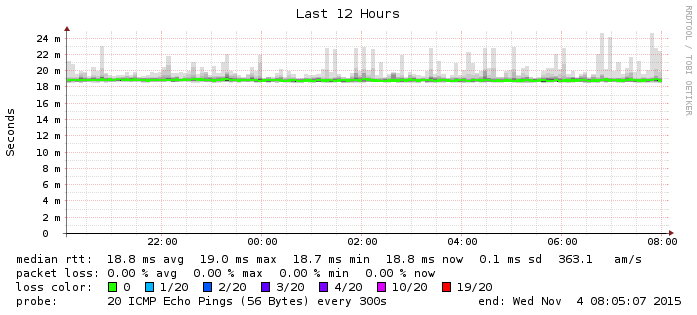 Last 12 Hours
RRDTOOL / TOBI OETIKER
Seconds
24 m
22 m
20 m
18 m
16 m
14 m
12 m
10 m
8 m
6 m
4 m
2 m
0
22:00 00:00 02:00 04:00 06:00 08:00
median rtt: 18.8 ms avg 19.0 ms max 18.7 ms min 18.8 ms now 0.1 ms sd 363.1 am/s
packet loss: 0.00 % avg 0.00 % max 0.00 % min 0.00 % now
loss color: 0 1/20 2/20 3/20 4/20 10/20 19/20
probe: 20 ICMP Echo Pings (56 Bytes) every 300s end: Wed Nov 4 08:05:07 2015